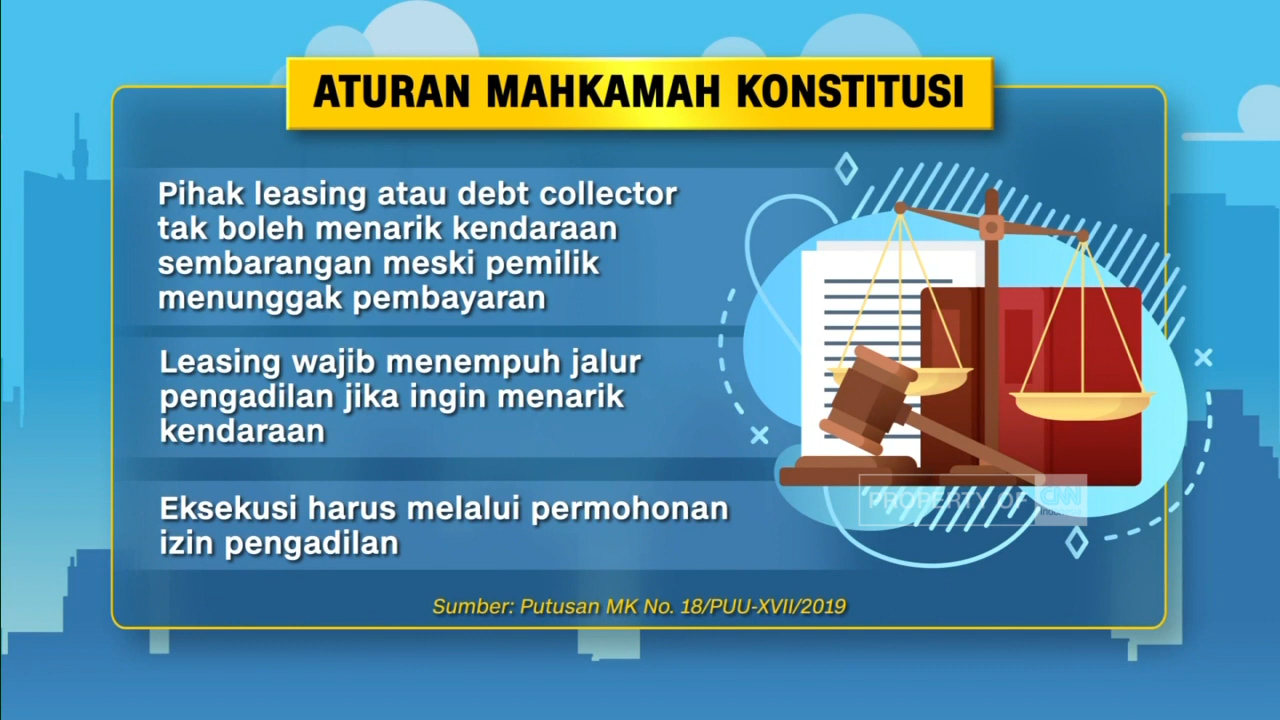 ATURAN MAHKAMAH KONSTITUSI
Pihak leasing atau debt collector
tak boleh menarik kendaraan
sembarangan meski pemilik
menunggak pembayaran
Leasing wajib menempuh jalur
pengadilan jika ingin menarik
kendaraan
Eksekusi harus melalui permohonan
izin pengadilan
PROPERTY OF CNN
Indonesia
Sumber: Putusan MK No. 18/PUU-XVII/2019